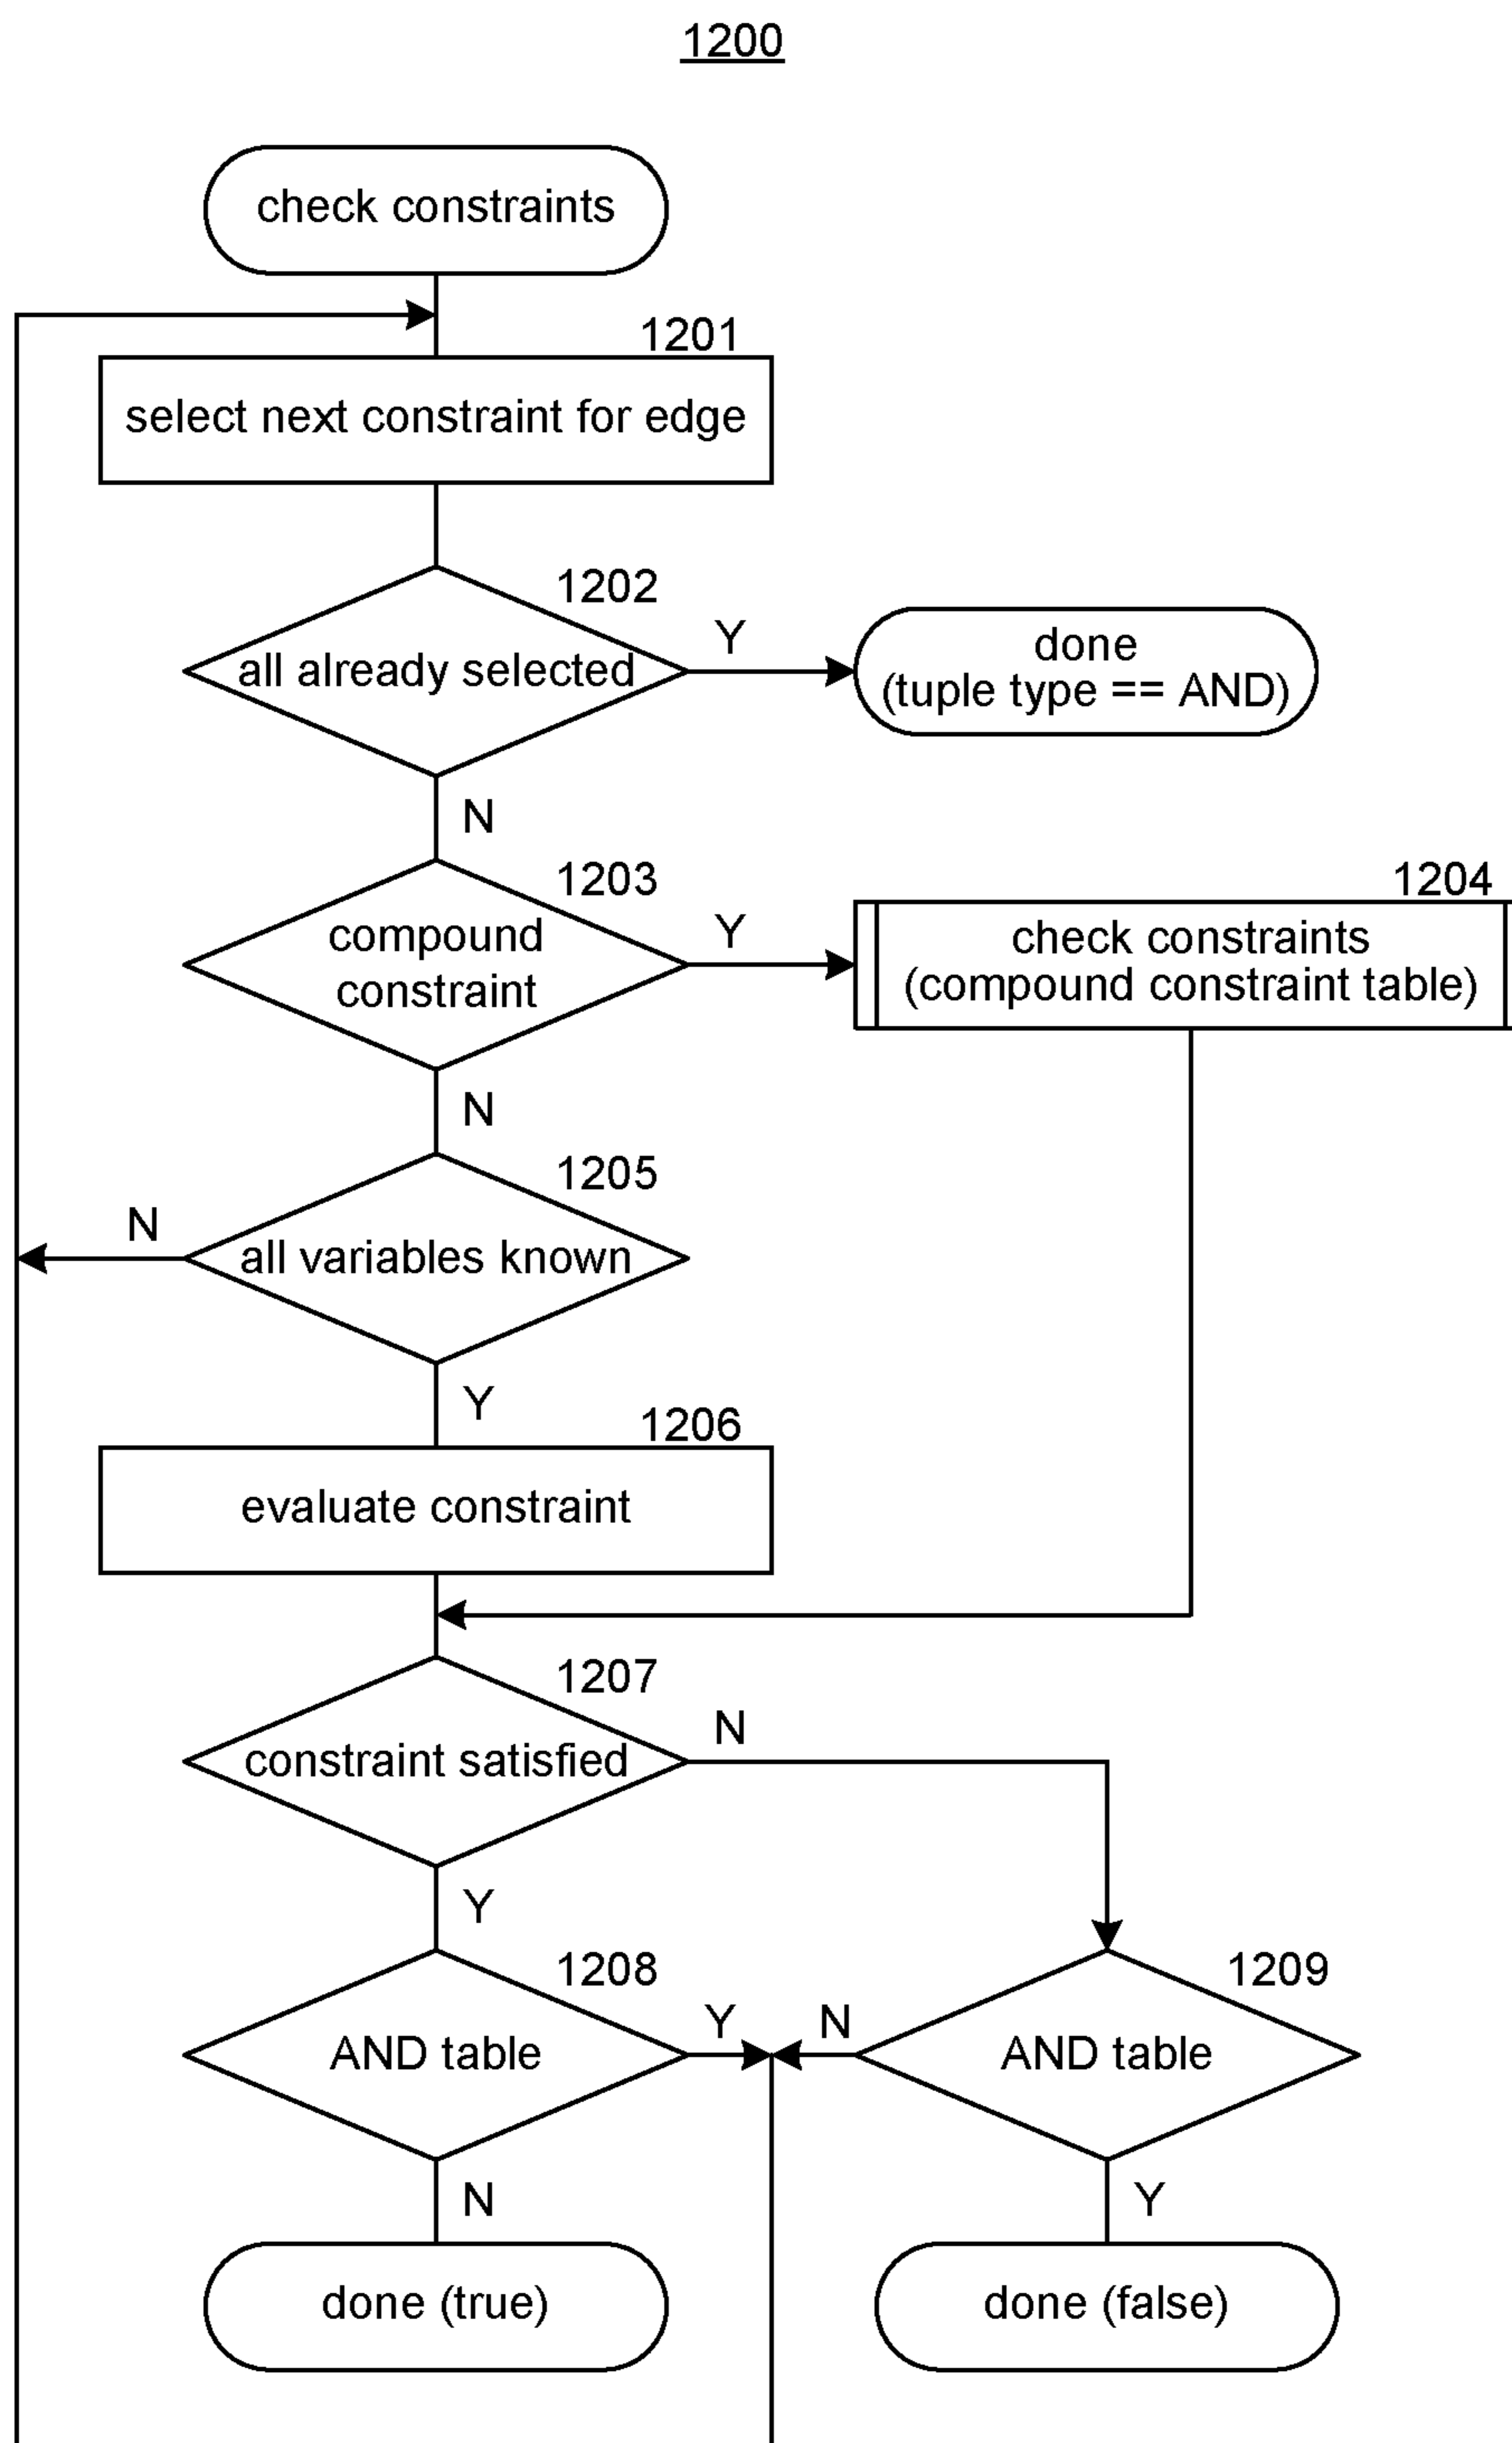 1200
check constraints
1201
select next constraint for edge
1202
all already selected
Y
done
(tuple type == AND)
N
1203
compound
constraint
Y
1204
check constraints
(compound constraint table)
N
1205
all variables known
N
Y
1206
evaluate constraint
1207
constraint satisfied
N
Y
1208
AND table
Y
N
1209
AND table
N
Y
done (true)
done (false)